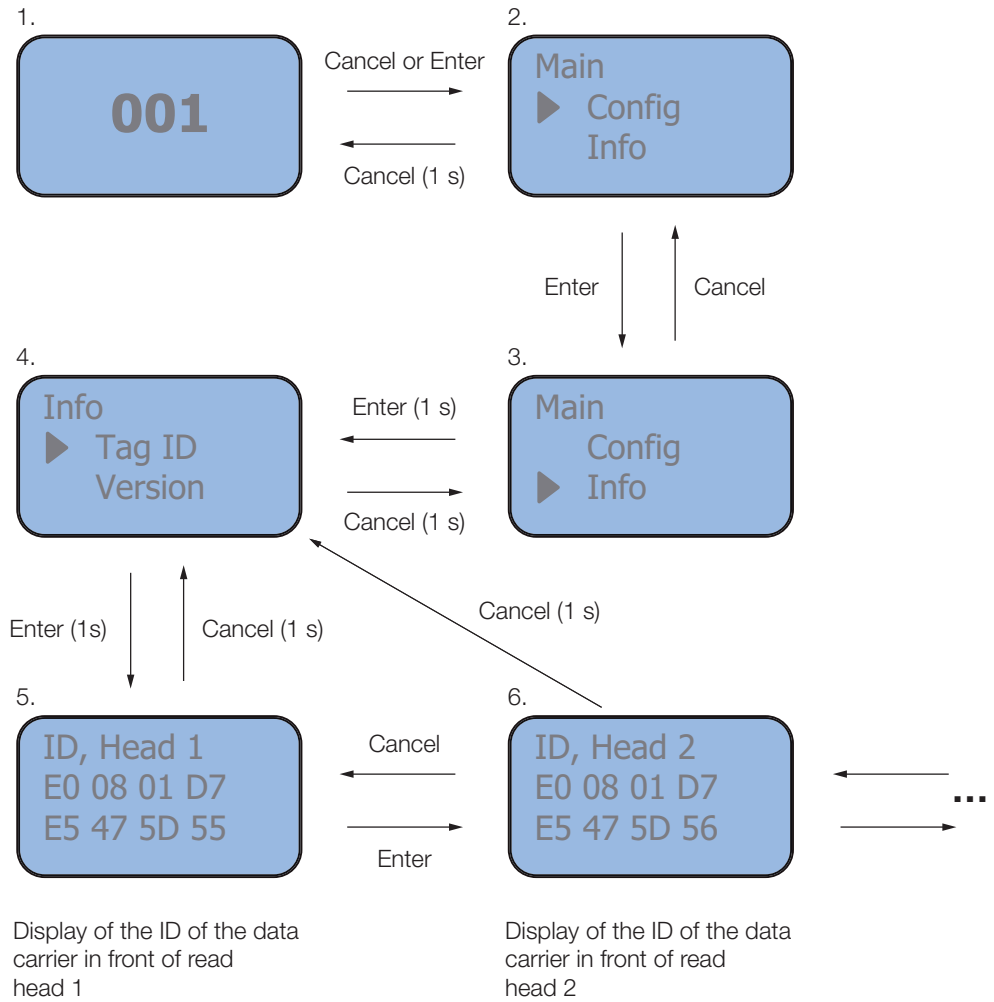 1.
001
Cancel or Enter
Cancel (1 s)
2.
Main
Config
Info
Enter
Cancel
4.
Info
Tag ID
Version
Enter (1 s)
Cancel (1 s)
3.
Main
Config
Info
Enter (1s)
Cancel (1 s)
Cancel (1 s)
5.
ID, Head 1
E0 08 01 D7
E5 47 5D 55
Cancel
Enter
6.
ID, Head 2
E0 08 01 D7
E5 47 5D 56
...
Display of the ID of the data
carrier in front of read
head 1
Display of the ID of the data
carrier in front of read
head 2